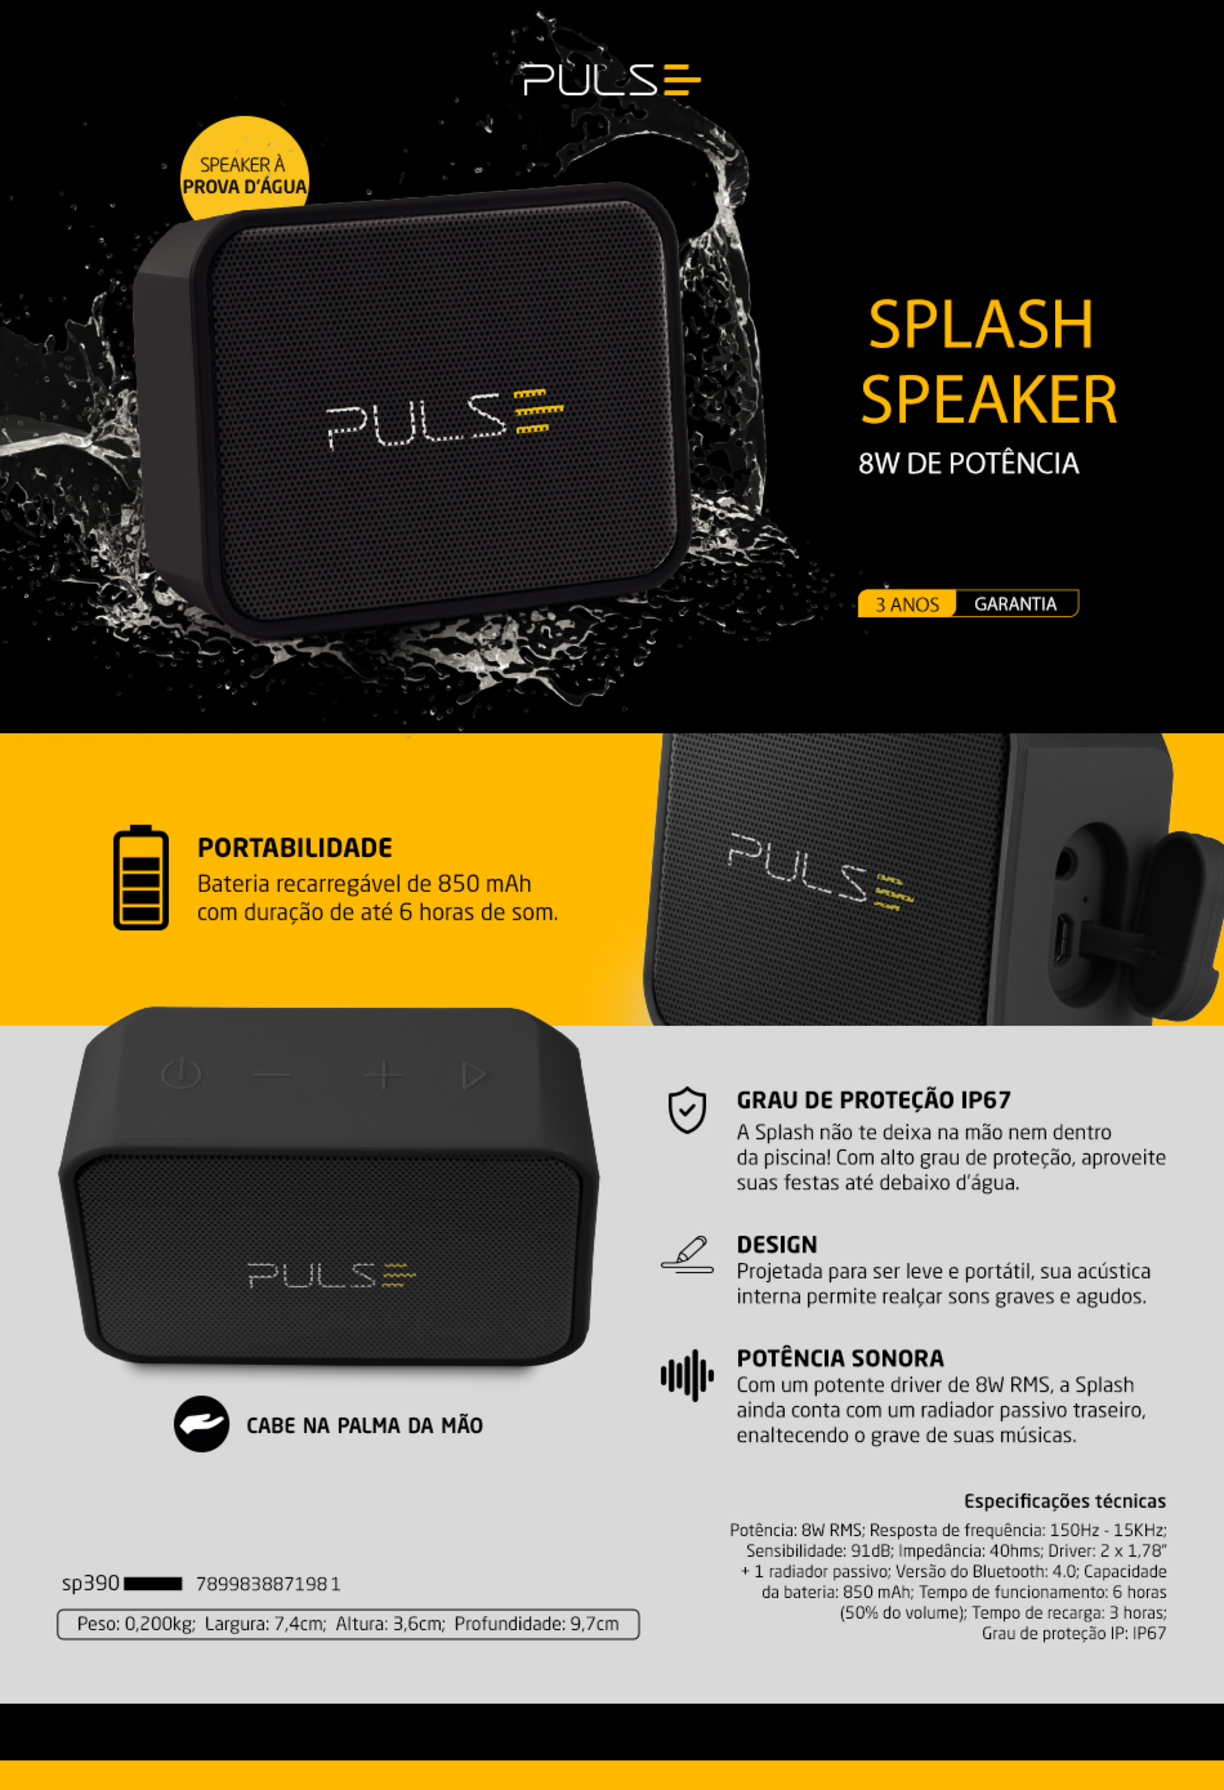 PULSE
SPEAKER À
PROVA D'ÁGUA
PULSE
SPLASH
SPEAKER
8W DE POTÊNCIA
3 ANOS GARANTIA
PORTABILIDADE
Bateria recarregável de 850 mAh
com duração de até 6 horas de som.
PULSE
PULSE
CABE NA PALMA DA MÃO
GRAU DE PROTEÇÃO IP67
A Splash não te deixa na mão nem dentro
da piscina! Com alto grau de proteção, aproveite
suas festas até debaixo d'água.
DESIGN
Projetada para ser leve e portátil, sua acústica
interna permite realçar sons graves e agudos.
POTÊNCIA SONORA
Com um potente driver de 8W RMS, a Splash
ainda conta com um radiador passivo traseiro,
enaltecendo o grave de suas músicas.
Especificações técnicas
Potência: 8W RMS; Resposta de frequência: 150Hz - 15KHz;
Sensibilidade: 91dB; Impedância: 40hms; Driver: 2 x 1,78"
+ 1 radiador passivo; Versão do Bluetooth: 4.0; Capacidade
da bateria: 850 mAh; Tempo de funcionamento: 6 horas
(50% do volume); Tempo de recarga: 3 horas;
Grau de proteção IP: IP67
sp390 7899838871981
Peso: 0,200kg; Largura: 7,4cm; Altura: 3,6cm; Profundidade: 9,7cm